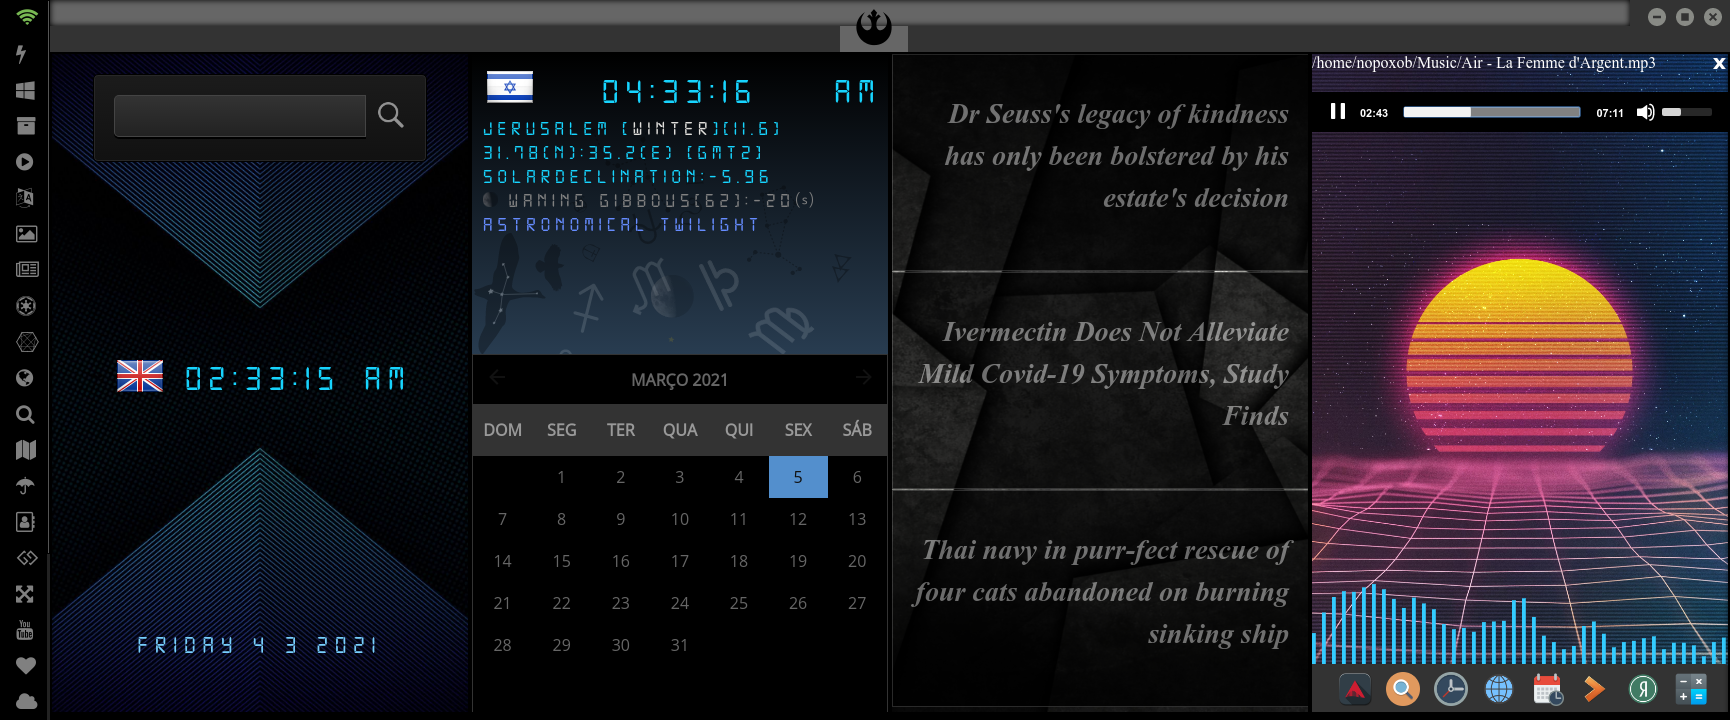 02:33:15 AM
FRIDAY 4 3 2021
04:33:16 AM
JERUSALEM [WINTER][11.6]
31.78(N):35.2(E) [GMT2]
SOLARDECLINATION:-5.96
WANING GIBBOUS[62]:-20(s)
ASTRONOMICAL TWILIGHT
MARÇO 2021
DOM SEG TER QUA QUI SEX SÁB
1 2 3 4 5 6
7 8 9 10 11 12 13
14 15 16 17 18 19 20
21 22 23 24 25 26 27
28 29 30 31
Dr Seuss's legacy of kindness
has only been bolstered by his
estate's decision
Ivermectin Does Not Alleviate
Mild Covid-19 Symptoms, Study
Finds
Thai navy in purr-fect rescue of
four cats abandoned on burning
sinking ship
/home/nopoxob/Music/Air - La Femme d'Argent.mp3 x
02:43 07:11
You
Tube
Я